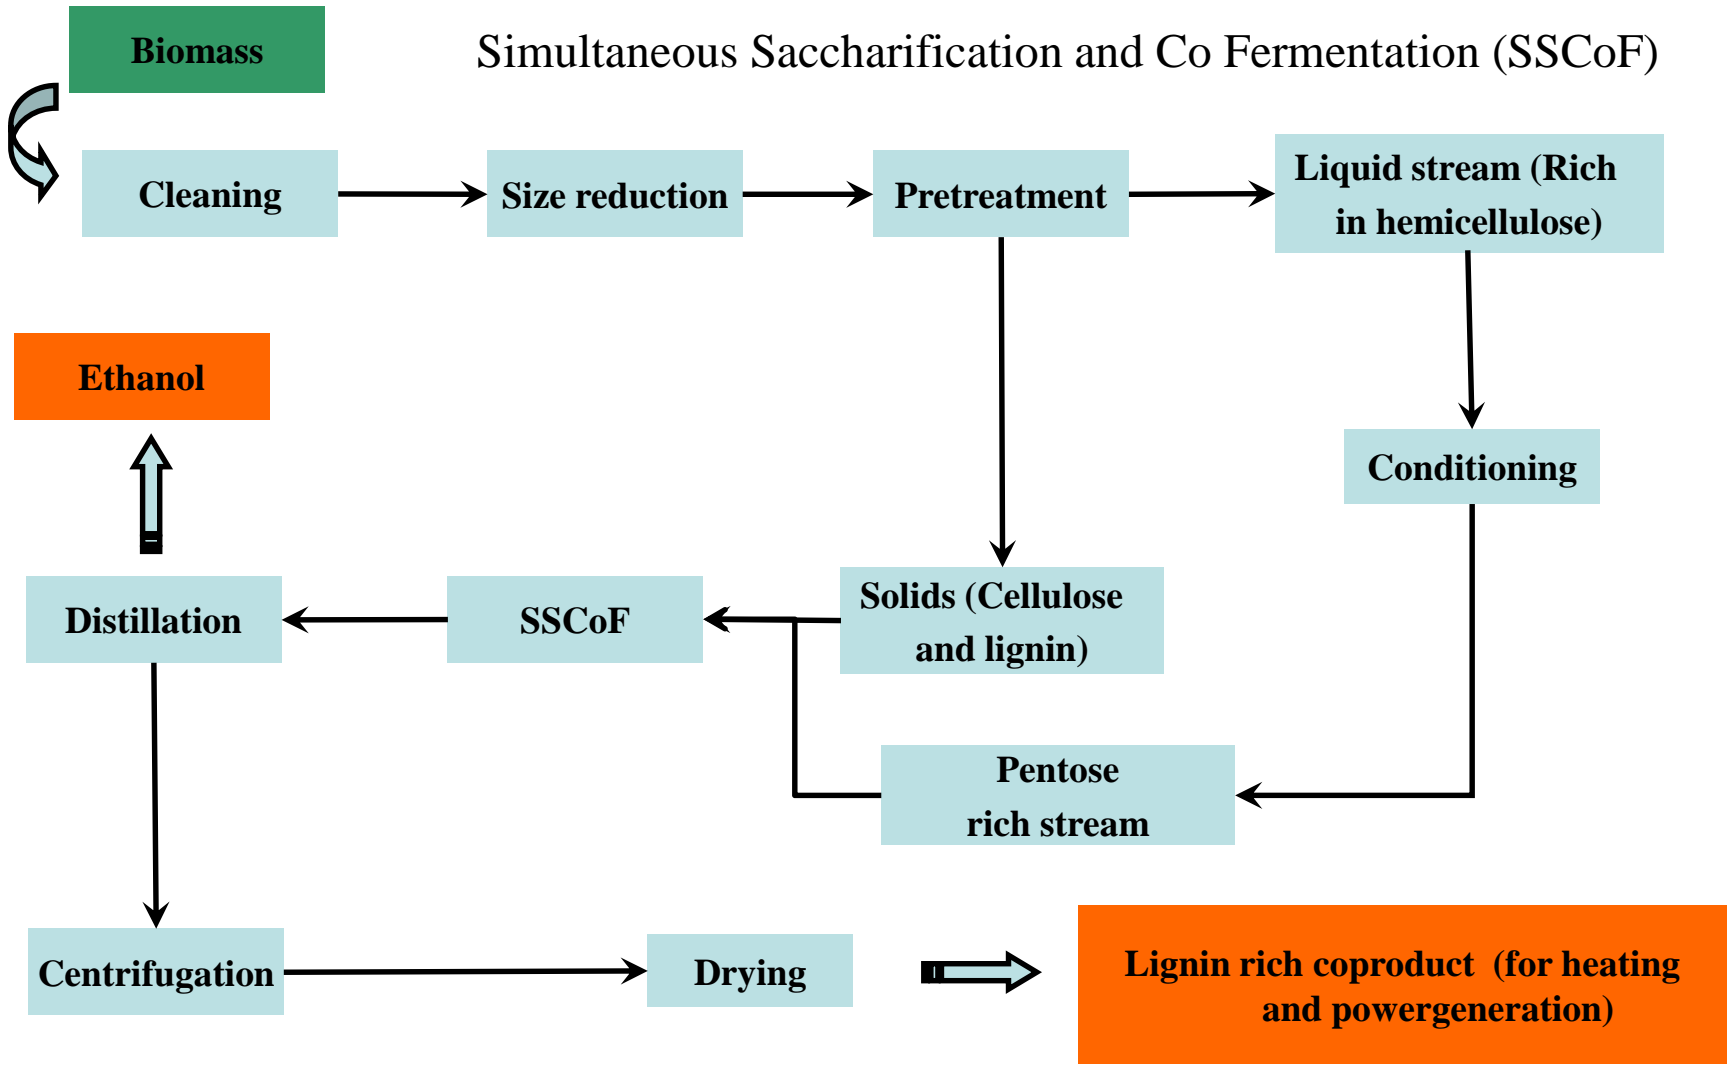 Biomass
Simultaneous Saccharification and Co Fermentation (SSCoF)
Cleaning
Size reduction
Pretreatment
Liquid stream (Rich
in hemicellulose)
Ethanol
Conditioning
Distillation
SSCoF
Solids (Cellulose
and lignin)
Pentose
rich stream
Centrifugation
Drying
Lignin rich coproduct (for heating
and powergeneration)